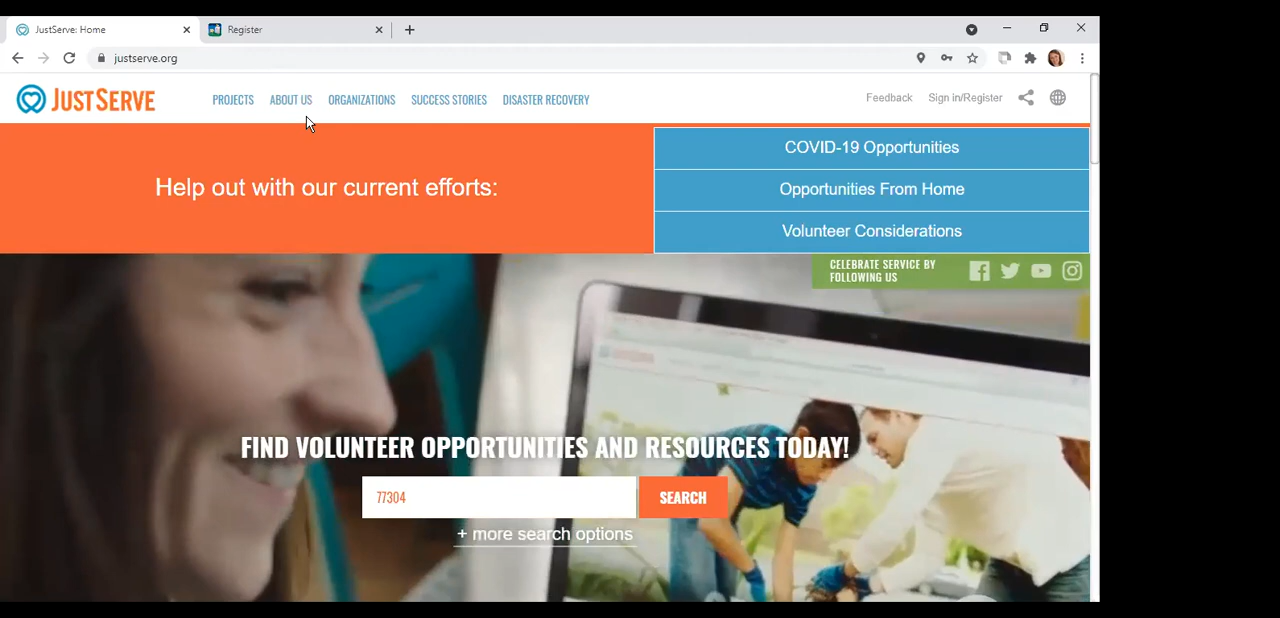 JustServe: Home
Register
justserve.org
JUSTSERVE
PROJECTS
ABOUT US
ORGANIZATIONS
SUCCESS STORIES
DISASTER RECOVERY
Feedback
Sign in/Register
Help out with our current efforts:
COVID-19 Opportunities
Opportunities From Home
Volunteer Considerations
CELEBRATE SERVICE BY
FOLLOWING US
FIND VOLUNTEER OPPORTUNITIES AND RESOURCES TODAY!
77304
SEARCH
+ more search options